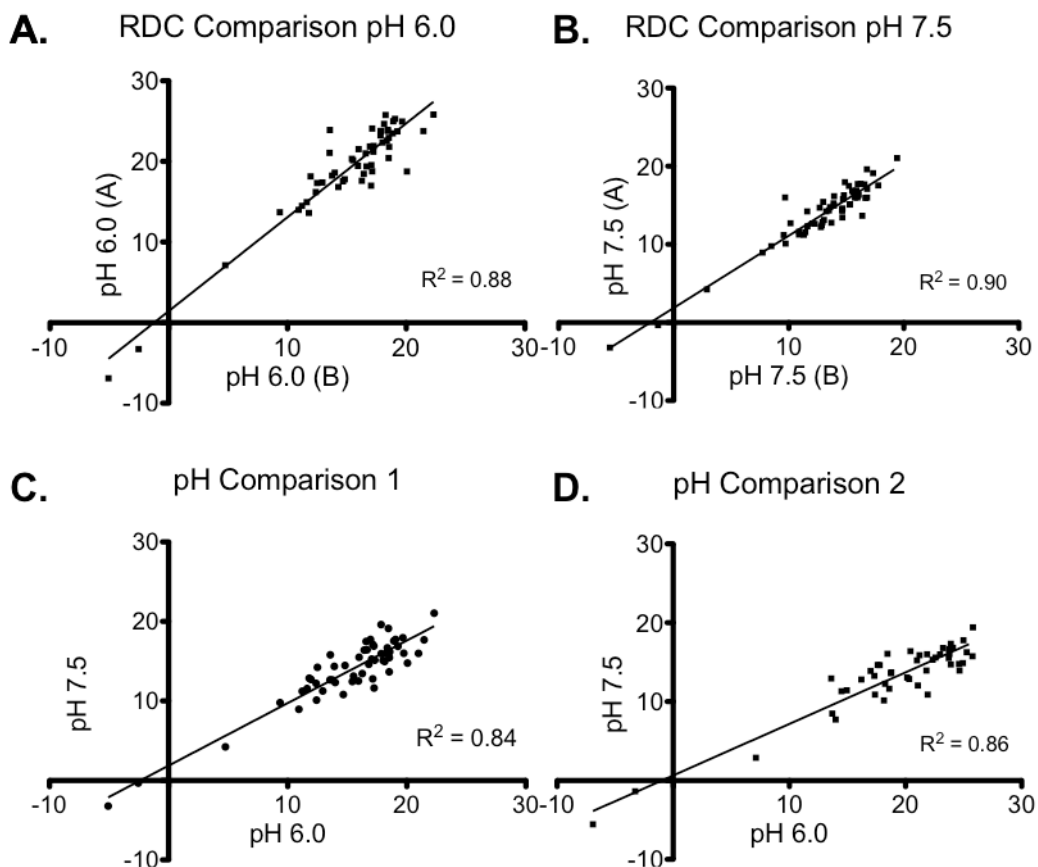 A. RDC Comparison pH 6.0
30
20
10
-10
10
20
30
pH 6.0 (A)
R² = 0.88
pH 6.0 (B)
-10
B. RDC Comparison pH 7.5
30
20
10
-10
10
20
30
pH 7.5 (A)
R² = 0.90
pH 7.5 (B)
-10
C. pH Comparison 1
30
20
10
-10
10
20
30
pH 7.5
R² = 0.84
pH 6.0
-10
D. pH Comparison 2
30
20
10
-10
10
20
30
pH 7.5
R² = 0.86
pH 6.0
-10